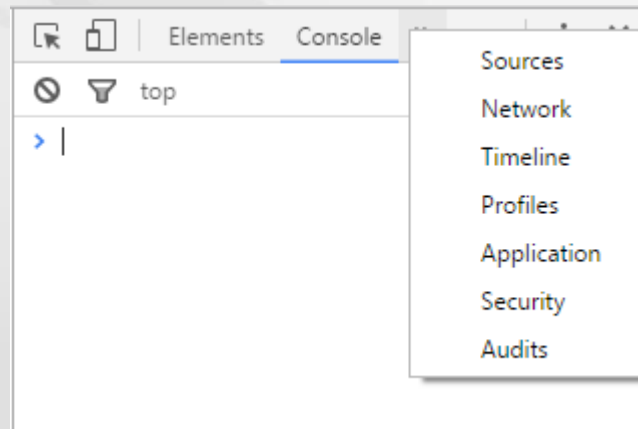 Elements Console
Sources
top
Network
Timeline
Profiles
Application
Security
Audits